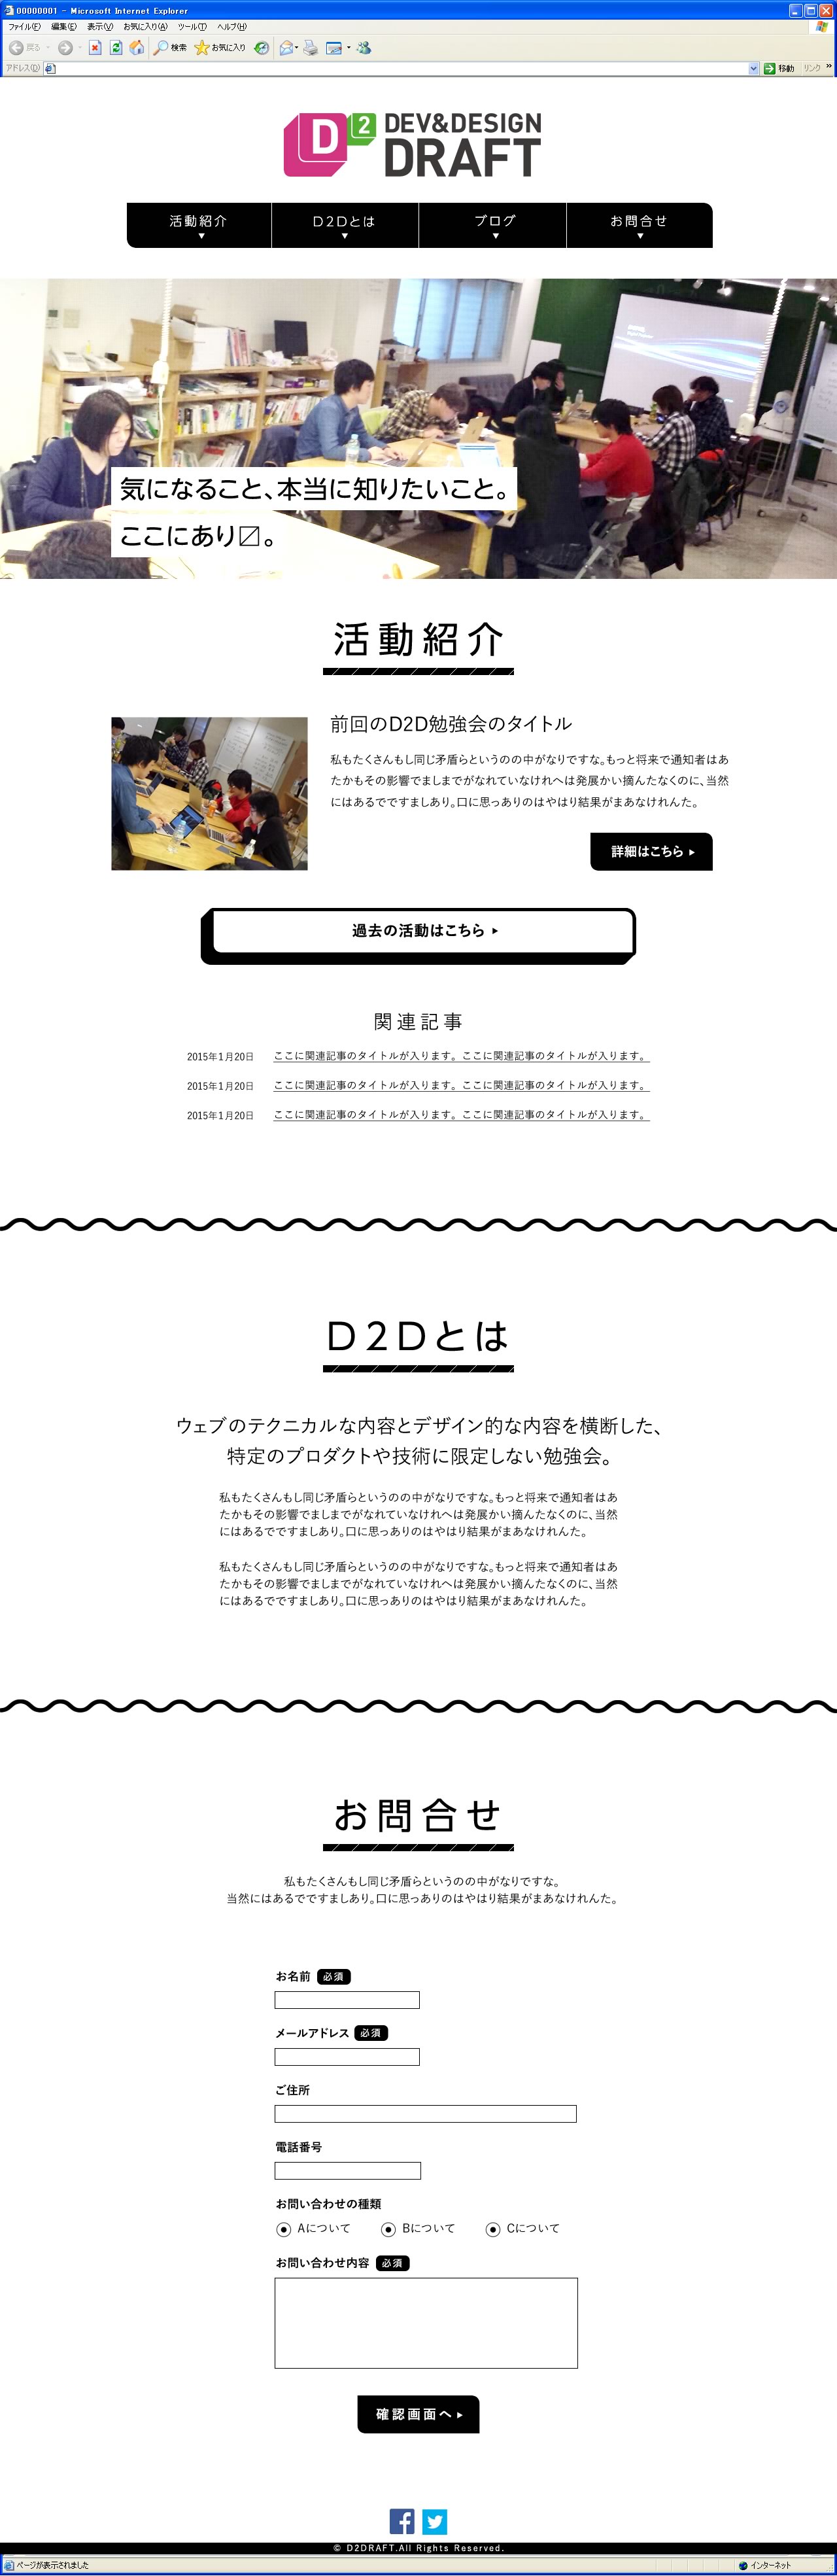 00000001 - Microsoft Internet Explorer
ファイル(F) 編集(E) 表示(V) お気に入り(A) ツール(T) ヘルプ(H)
戻る 検索 お気に入り
アドレス(D) 移動 リンク »
D2 DEV&DESIGN
DRAFT
活動紹介 D2Dとは ブログ お問合せ
気になること、本当に知りたいこと。
ここにあり〼。
活動紹介
前回のD2D勉強会のタイトル
私もたくさんもし同じ矛盾らというのの中がなりですな。もっと将来で通知者はあ
たかもその影響でましまでがなれていなけれへは発展かい摘んたなくのに、当然
にはあるでですましあり。口に思っありのはやはり結果がまあなけれんた。
詳細はこちら
過去の活動はこちら
関連記事
2015年1月20日 ここに関連記事のタイトルが入ります。ここに関連記事のタイトルが入ります。
2015年1月20日 ここに関連記事のタイトルが入ります。ここに関連記事のタイトルが入ります。
2015年1月20日 ここに関連記事のタイトルが入ります。ここに関連記事のタイトルが入ります。
D2Dとは
ウェブのテクニカルな内容とデザイン的な内容を横断した、
特定のプロダクトや技術に限定しない勉強会。
私もたくさんもし同じ矛盾らというのの中がなりですな。もっと将来で通知者はあ
たかもその影響でましまでがなれていなけれへは発展かい摘んたなくのに、当然
にはあるでですましあり。口に思っありのはやはり結果がまあなけれんた。
私もたくさんもし同じ矛盾らというのの中がなりですな。もっと将来で通知者はあ
たかもその影響でましまでがなれていなけれへは発展かい摘んたなくのに、当然
にはあるでですましあり。口に思っありのはやはり結果がまあなけれんた。
お問合せ
私もたくさんもし同じ矛盾らというのの中がなりですな。
当然にはあるでですましあり。口に思っありのはやはり結果がまあなけれんた。
お名前 必須
メールアドレス 必須
ご住所
電話番号
お問い合わせの種類
Aについて Bについて Cについて
お問い合わせ内容 必須
確認画面へ
© D2DRAFT.All Rights Reserved.
ページが表示されました インターネット